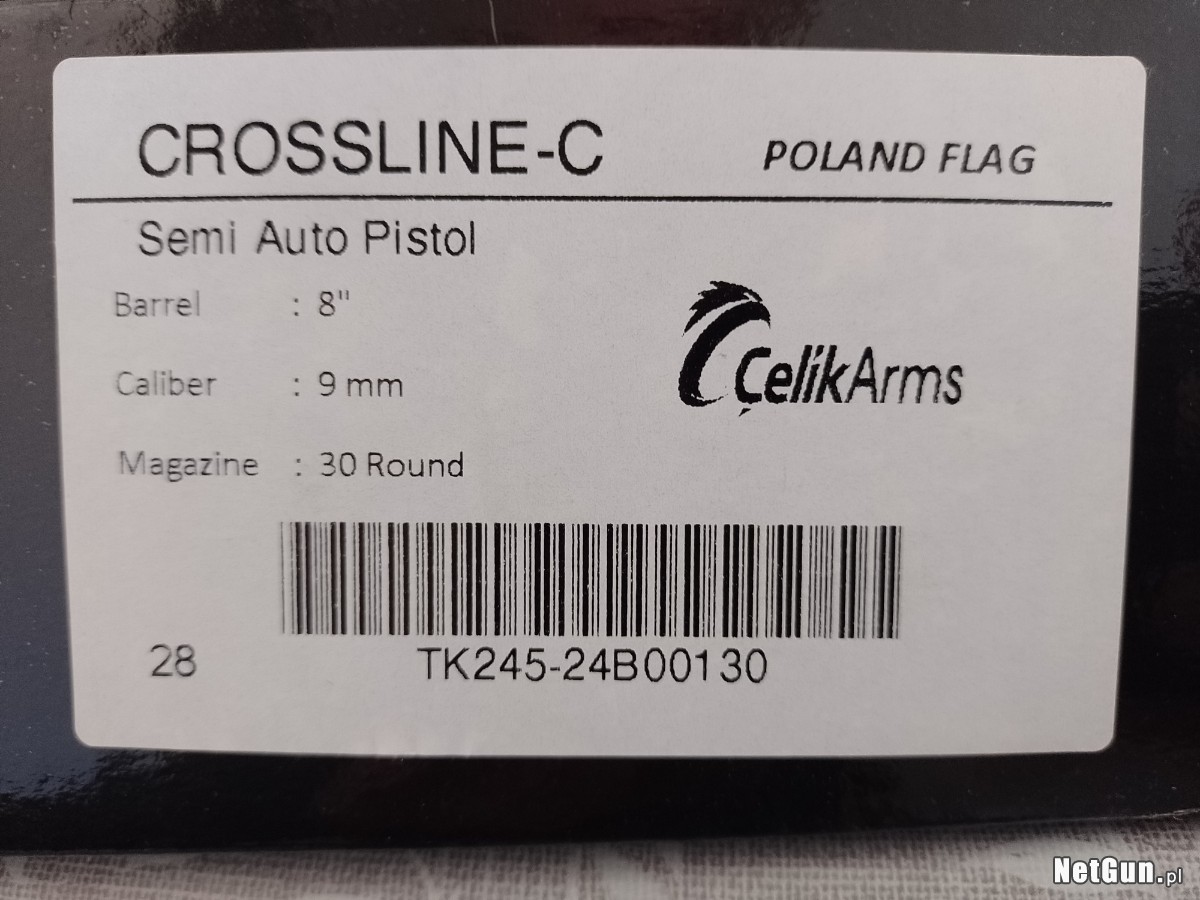 CROSSLINE-C
POLAND FLAG
Semi Auto Pistol
Barrel : 8"
Caliber : 9 mm
Magazine : 30 Round
ÇelikArms
28
TK245-24B00130
NetGun.pl